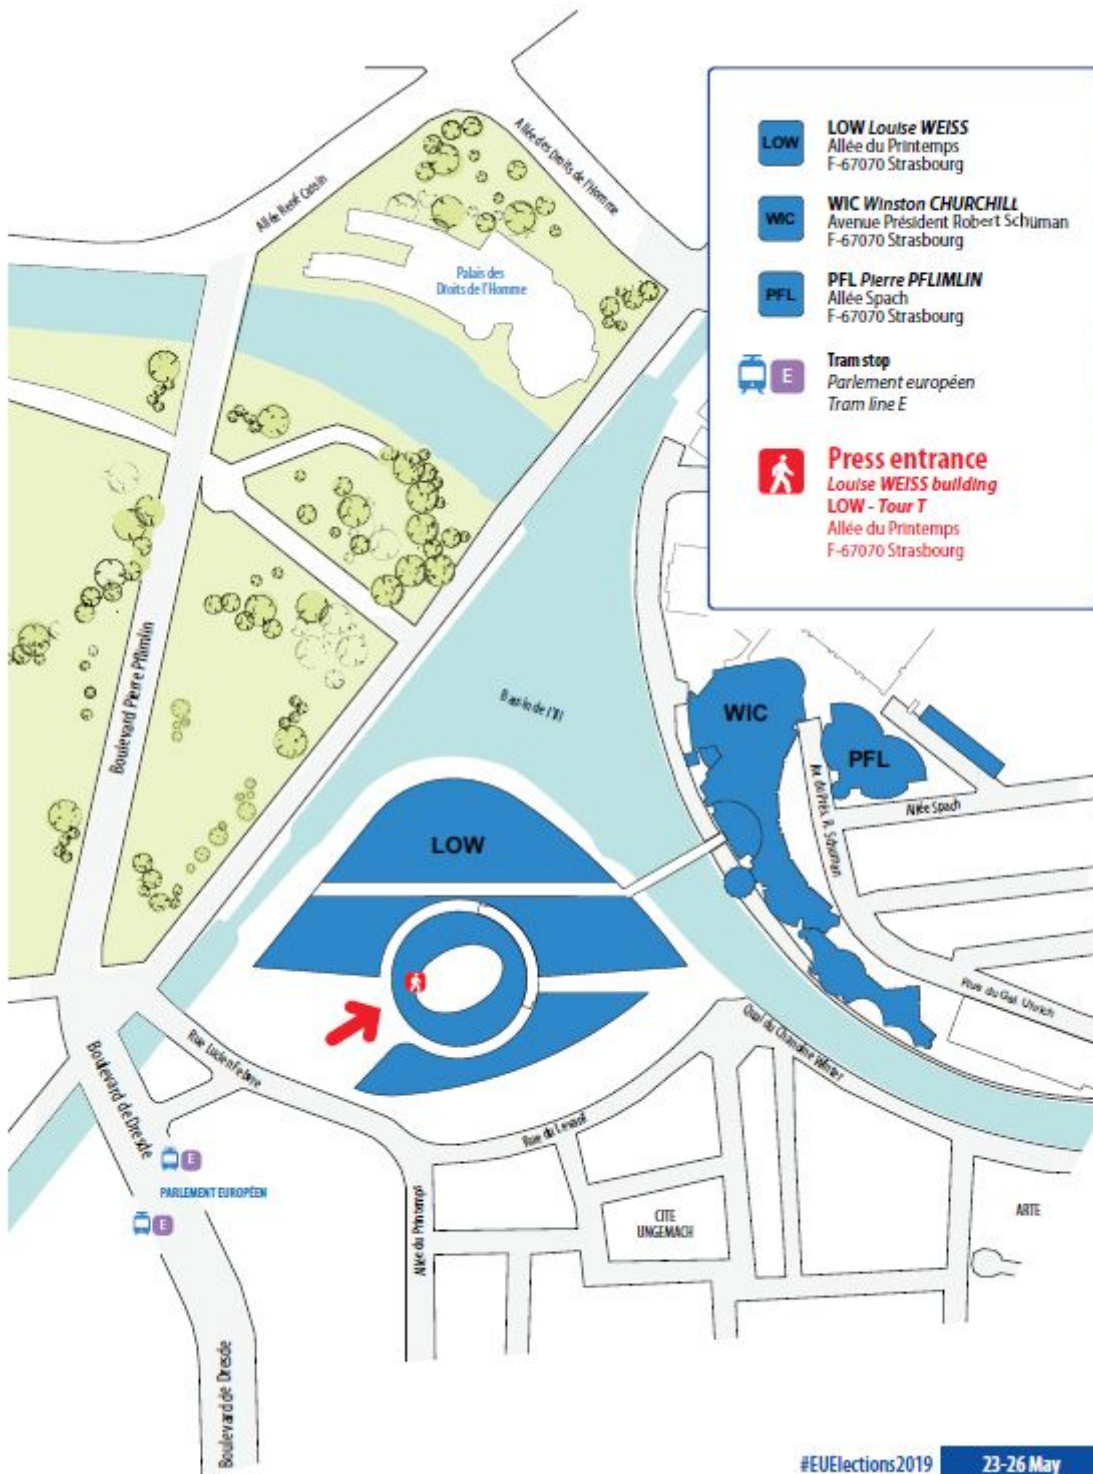 LOW
LOW Louise WEISS
Allée du Printemps
F-67070 Strasbourg
WIC
WIC Winston CHURCHILL
Avenue Président Robert Schuman
F-67070 Strasbourg
PFL
PFL Pierre PFLIMLIN
Allée Spach
F-67070 Strasbourg
E
Tram stop
Parlement européen
Tram line E
Press entrance
Louise WEISS building
LOW - Tour T
Allée du Printemps
F-67070 Strasbourg
Allée des Droits de l'Homme
Allée René Cassin
Palais des
Droits de l'Homme
Boulevard Pierre Pflimlin
Bassin de l'Ill
WIC
PFL
Av. du Prés. R. Schuman
Allée Spach
LOW
Rue du Gal Uhrich
Quai du Chanoine Winter
Rue Lucien Febvre
Boulevard de Dresde
Rue du Levant
E
PARLEMENT EUROPÉEN
E
Allée du Printemps
CITE
UNGEMACH
ARTE
Boulevard de Dresde
#EUElections2019
23-26 May